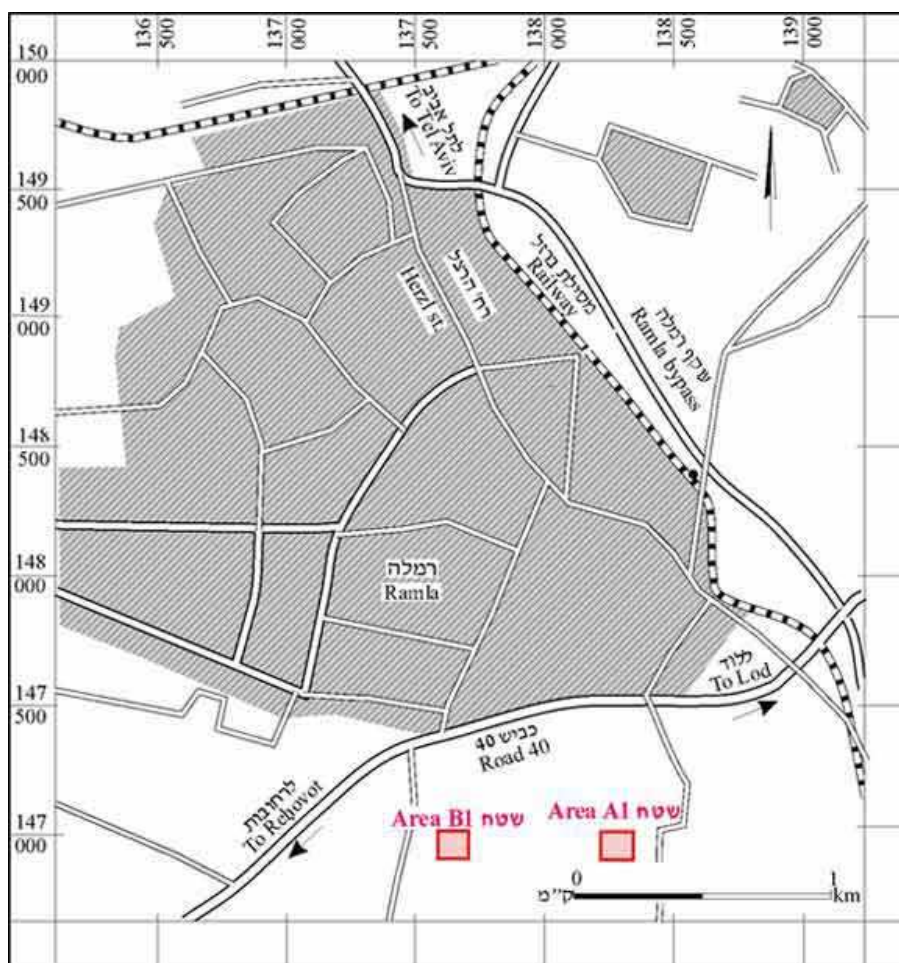 136
500
137
000
137
500
138
000
138
500
139
000
150
000
149
500
149
000
148
500
148
000
147
500
147
000
לתל אביב
To Tel Aviv
רח' הרצל
Herzl st.
מסילת ברזל
Railway
עוקף רמלה
Ramla bypass
רמלה
Ramla
ללוד
To Lod
כביש 40
Road 40
לרחובות
To Rehovot
Area B1 שטח
Area A1 שטח
0
1
ק"מ
km